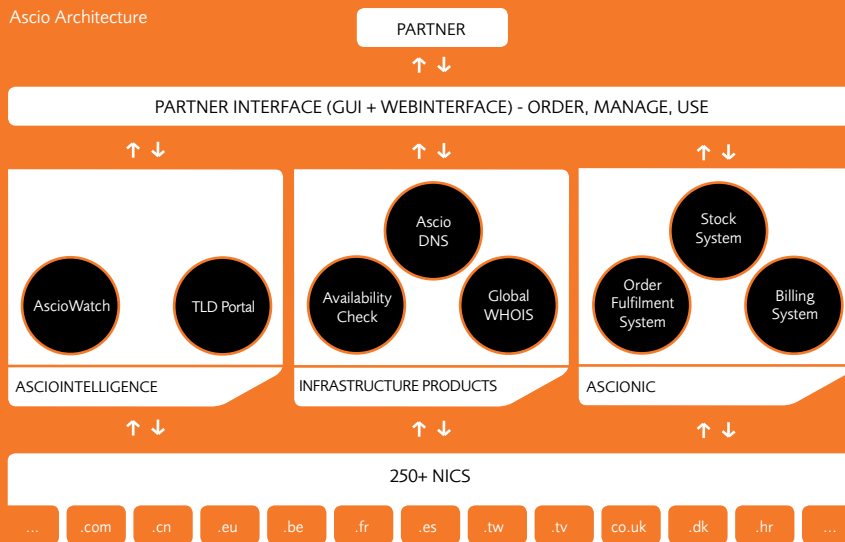 Ascio Architecture
PARTNER
PARTNER INTERFACE (GUI + WEBINTERFACE) - ORDER, MANAGE, USE
AscioWatch
TLD Portal
ASCIOINTELLIGENCE
Ascio
DNS
Availability
Check
Global
WHOIS
INFRASTRUCTURE PRODUCTS
Stock
System
Order
Fulfilment
System
Billing
System
ASCIONIC
250+ NICS
...
.com
.cn
.eu
.be
.fr
.es
.tw
.tv
co.uk
.dk
.hr
...